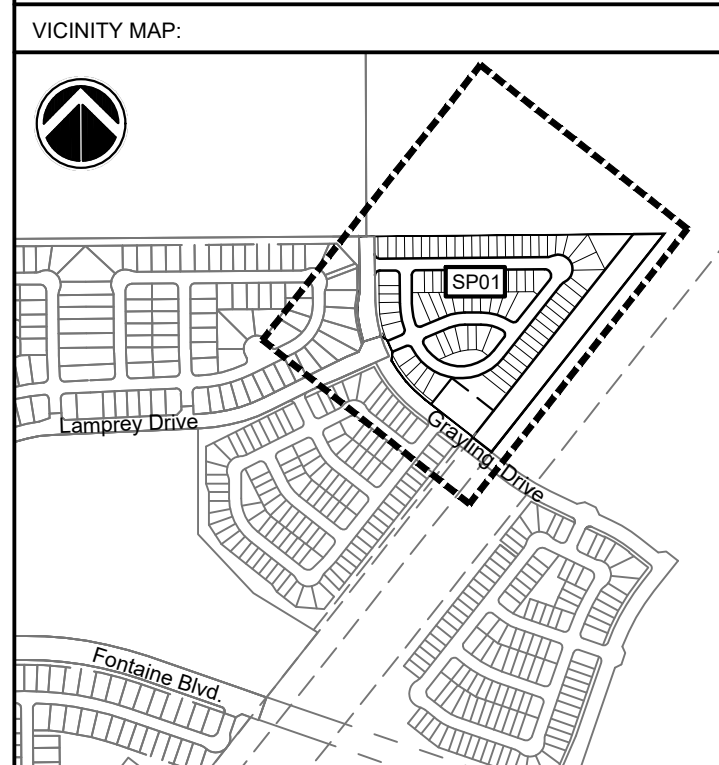 VICINITY MAP:
SP01
Lamprey Drive
Grayling Drive
Fontaine Blvd.